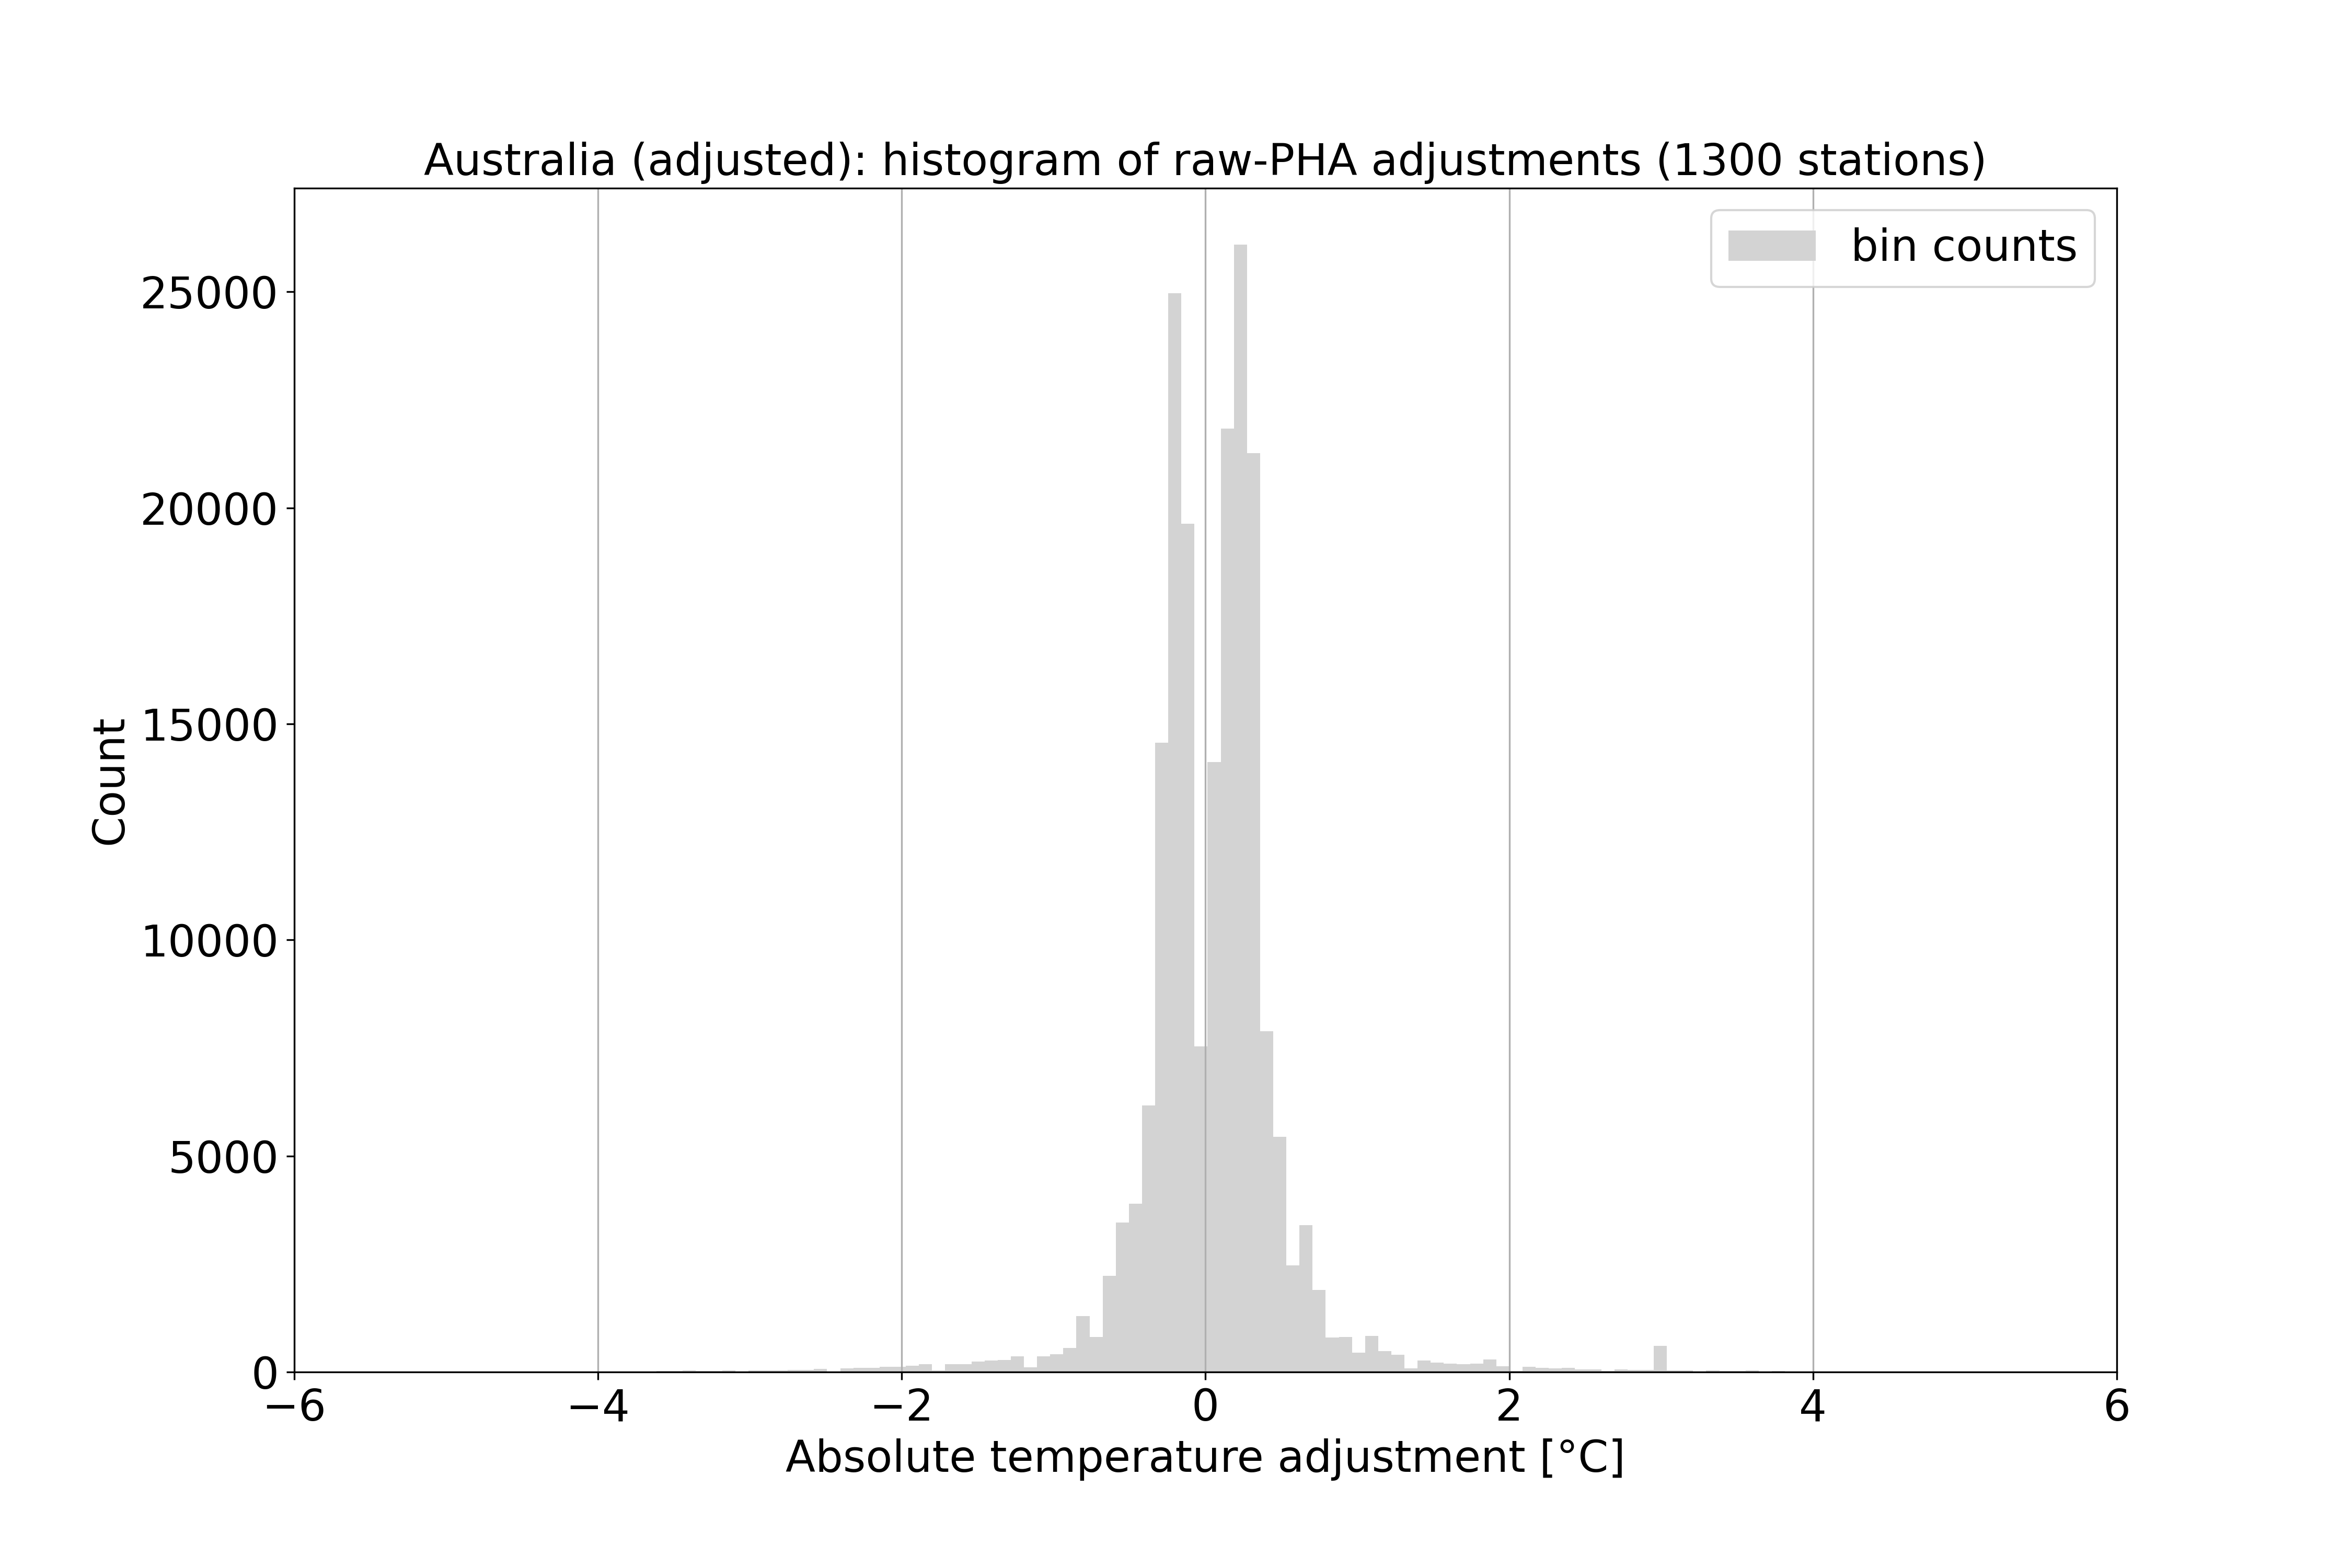 Australia (adjusted): histogram of raw-PHA adjustments (1300 stations)
bin counts
25000
20000
15000
10000
5000
0
Count
−6 −4 −2 0 2 4 6
Absolute temperature adjustment [°C]